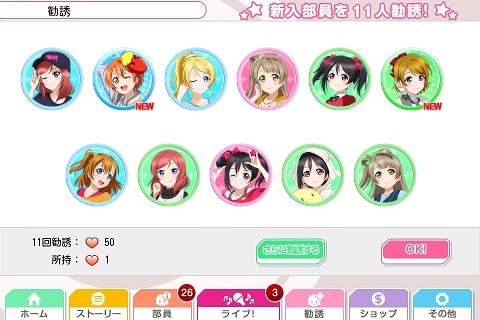 勧誘
新入部員を11人勧誘!
NEW
NEW
11回勧誘: 50
所持: 1
さらに勧誘する
OK!
26
3
ホーム
ストーリー
部員
ライブ!
勧誘
ショップ
その他